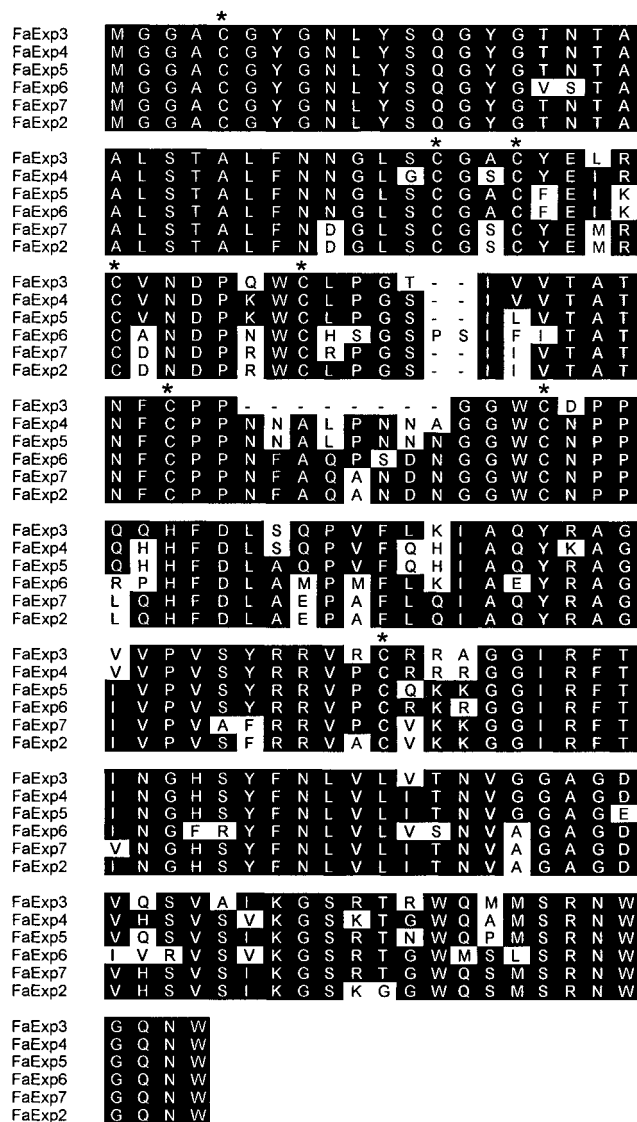 * 
FaExp3 M G G A C G Y G N L Y S Q G Y G T N T A
FaExp4 M G G A C G Y G N L Y S Q G Y G T N T A
FaExp5 M G G A C G Y G N L Y S Q G Y G T N T A
FaExp6 M G G A C G Y G N L Y S Q G Y G V S T A
FaExp7 M G G A C G Y G N L Y S Q G Y G T N T A
FaExp2 M G G A C G Y G N L Y S Q G Y G T N T A
* *
FaExp3 A L S T A L F N N G L S C G A C Y E L R
FaExp4 A L S T A L F N N G L G C G S C Y E I R
FaExp5 A L S T A L F N N G L S C G A C F E I K
FaExp6 A L S T A L F N N G L S C G A C F E I K
FaExp7 A L S T A L F N D G L S C G S C Y E M R
FaExp2 A L S T A L F N D G L S C G S C Y E M R
* *
FaExp3 C V N D P Q W C L P G T - - I V V T A T
FaExp4 C V N D P K W C L P G S - - I V V T A T
FaExp5 C V N D P K W C L P G S - - I L V T A T
FaExp6 C A N D P N W C H S G S P S I F I T A T
FaExp7 C D N D P R W C R P G S - - I I V T A T
FaExp2 C D N D P R W C L P G S - - I I V T A T
* *
FaExp3 N F C P P - - - - - - - - G G W C D P P
FaExp4 N F C P P N N A L P N N A G G W C N P P
FaExp5 N F C P P N N A L P N N N G G W C N P P
FaExp6 N F C P P N F A Q P S D N G G W C N P P
FaExp7 N F C P P N F A Q A N D N G G W C N P P
FaExp2 N F C P P N F A Q A N D N G G W C N P P
FaExp3 Q Q H F D L S Q P V F L K I A Q Y R A G
FaExp4 Q H H F D L S Q P V F Q H I A Q Y K A G
FaExp5 Q H H F D L A Q P V F Q H I A Q Y R A G
FaExp6 R P H F D L A M P M F L K I A E Y R A G
FaExp7 L Q H F D L A E P A F L Q I A Q Y R A G
FaExp2 L Q H F D L A E P A F L Q I A Q Y R A G
*
FaExp3 V V P V S Y R R V R C R R A G G I R F T
FaExp4 V V P V S Y R R V P C R R R G G I R F T
FaExp5 I V P V S Y R R V P C Q K K G G I R F T
FaExp6 I V P V S Y R R V P C R K R G G I R F T
FaExp7 I V P V A F R R V P C V K K G G I R F T
FaExp2 I V P V S F R R V A C V K K G G I R F T
FaExp3 I N G H S Y F N L V L V T N V G G A G D
FaExp4 I N G H S Y F N L V L I T N V G G A G D
FaExp5 I N G H S Y F N L V L I T N V G G A G E
FaExp6 I N G F R Y F N L V L V S N V A G A G D
FaExp7 V N G H S Y F N L V L I T N V A G A G D
FaExp2 I N G H S Y F N L V L I T N V A G A G D
FaExp3 V Q S V A I K G S R T R W Q M M S R N W
FaExp4 V H S V S V K G S K T G W Q A M S R N W
FaExp5 V Q S V S I K G S R T N W Q P M S R N W
FaExp6 I V R V S V K G S R T G W M S L S R N W
FaExp7 V H S V S I K G S R T G W Q S M S R N W
FaExp2 V H S V S I K G S K G G W Q S M S R N W
FaExp3 G Q N W
FaExp4 G Q N W
FaExp5 G Q N W
FaExp6 G Q N W
FaExp7 G Q N W
FaExp2 G Q N W